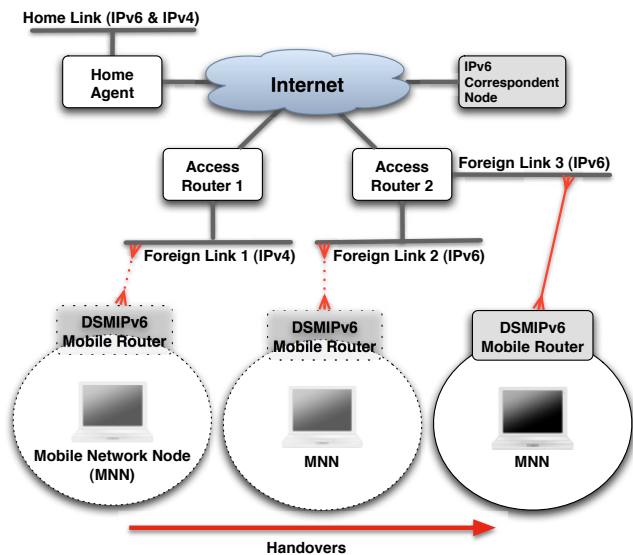 Home Link (IPv6 & IPv4)
Home
Agent
Internet
IPv6
Correspondent
Node
Access
Router 1
Access
Router 2
Foreign Link 3 (IPv6)
Foreign Link 1 (IPv4)
Foreign Link 2 (IPv6)
DSMIPv6
Mobile Router
DSMIPv6
Mobile Router
DSMIPv6
Mobile Router
Mobile Network Node
(MNN)
MNN
MNN
Handovers